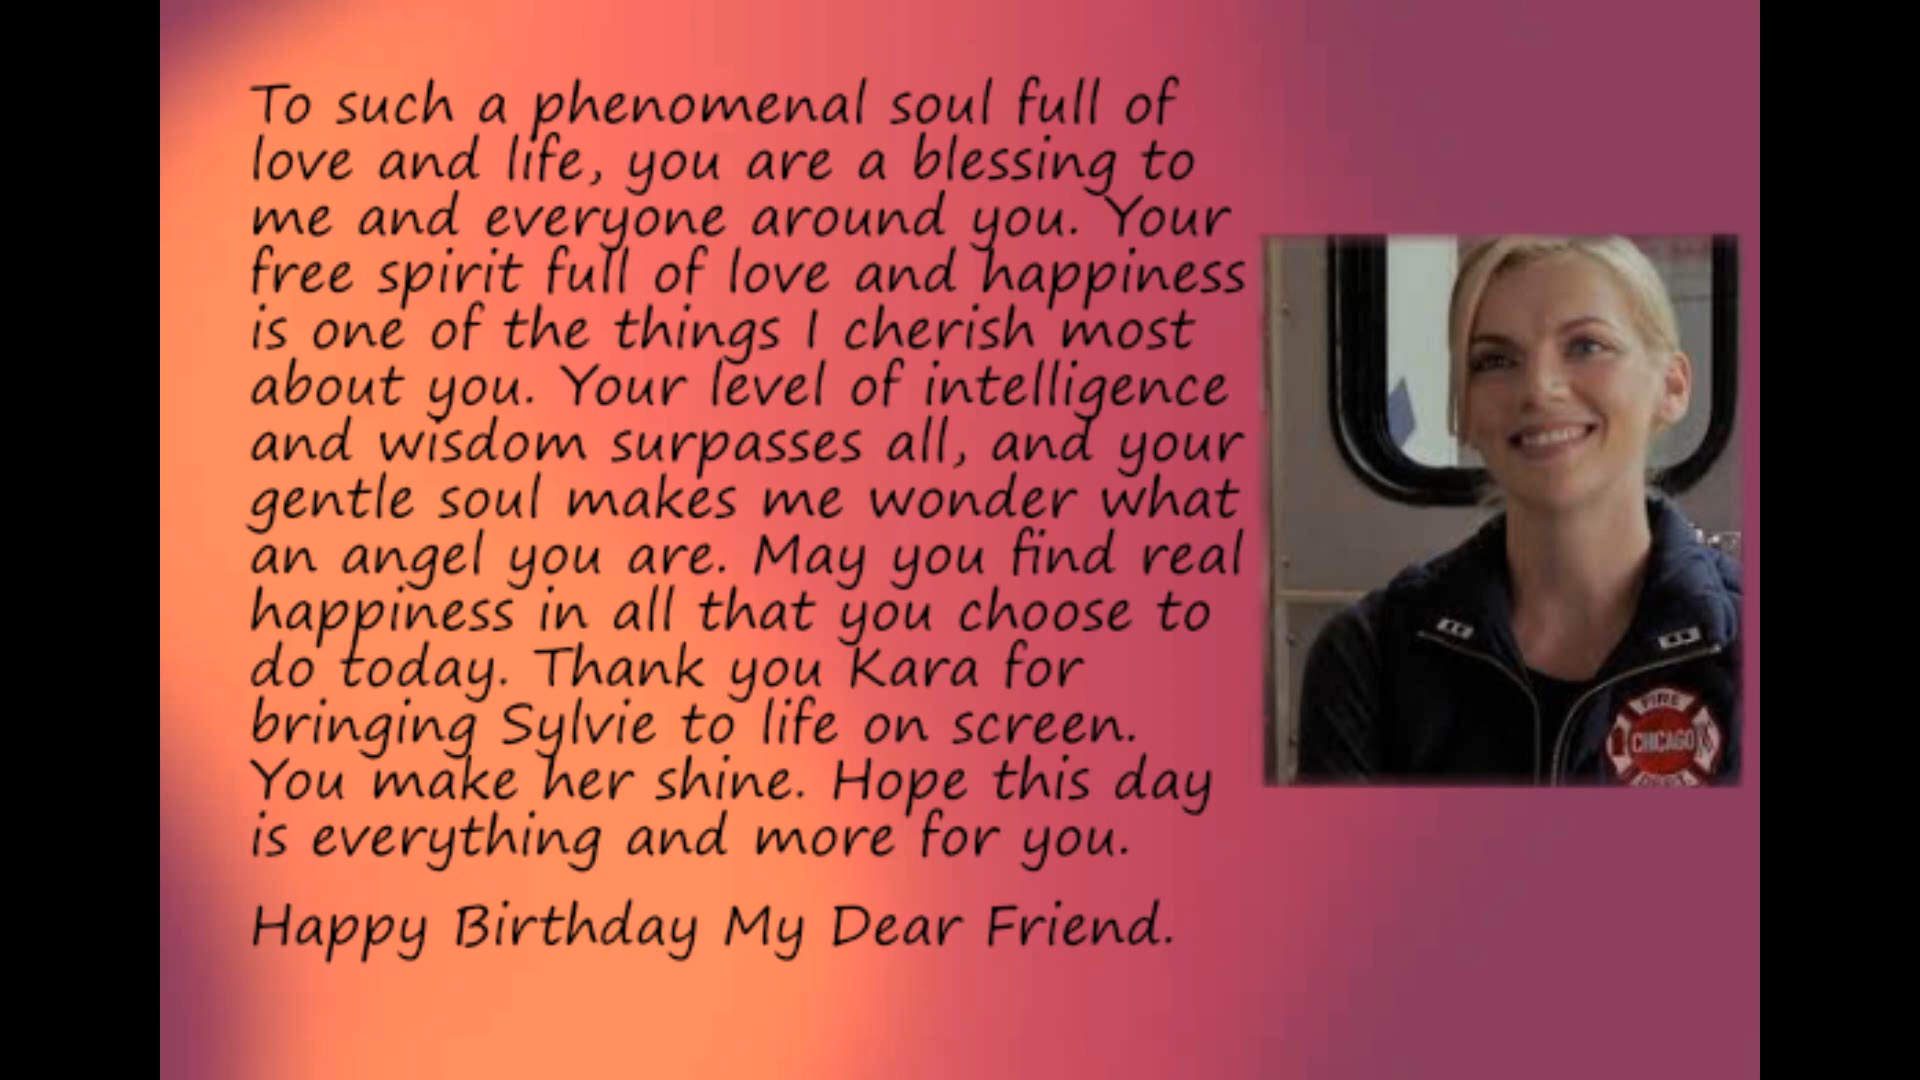 To such a phenomenal soul full of
love and life, you are a blessing to
me and everyone around you. Your
free spirit full of love and happiness
is one of the things I cherish most
about you. Your level of intelligence
and wisdom surpasses all, and your
gentle soul makes me wonder what
an angel you are. May you find real
happiness in all that you choose to
do today. Thank you Kara for
bringing Sylvie to life on screen.
You make her shine. Hope this day
is everything and more for you.
Happy Birthday My Dear Friend.
FIRE
CHICAGO
DEPT.